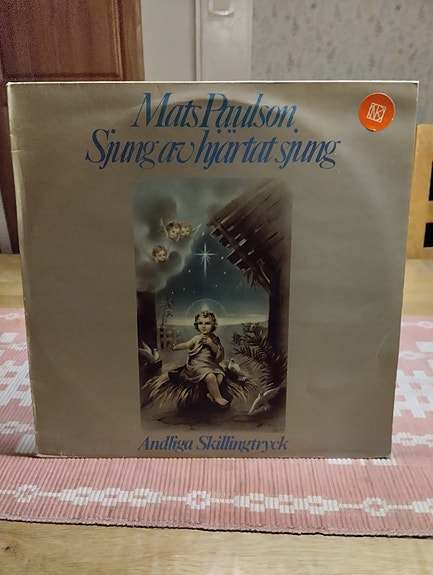 Mats Paulson
Sjung av hjärtat sjung
Andliga Skillingtryck